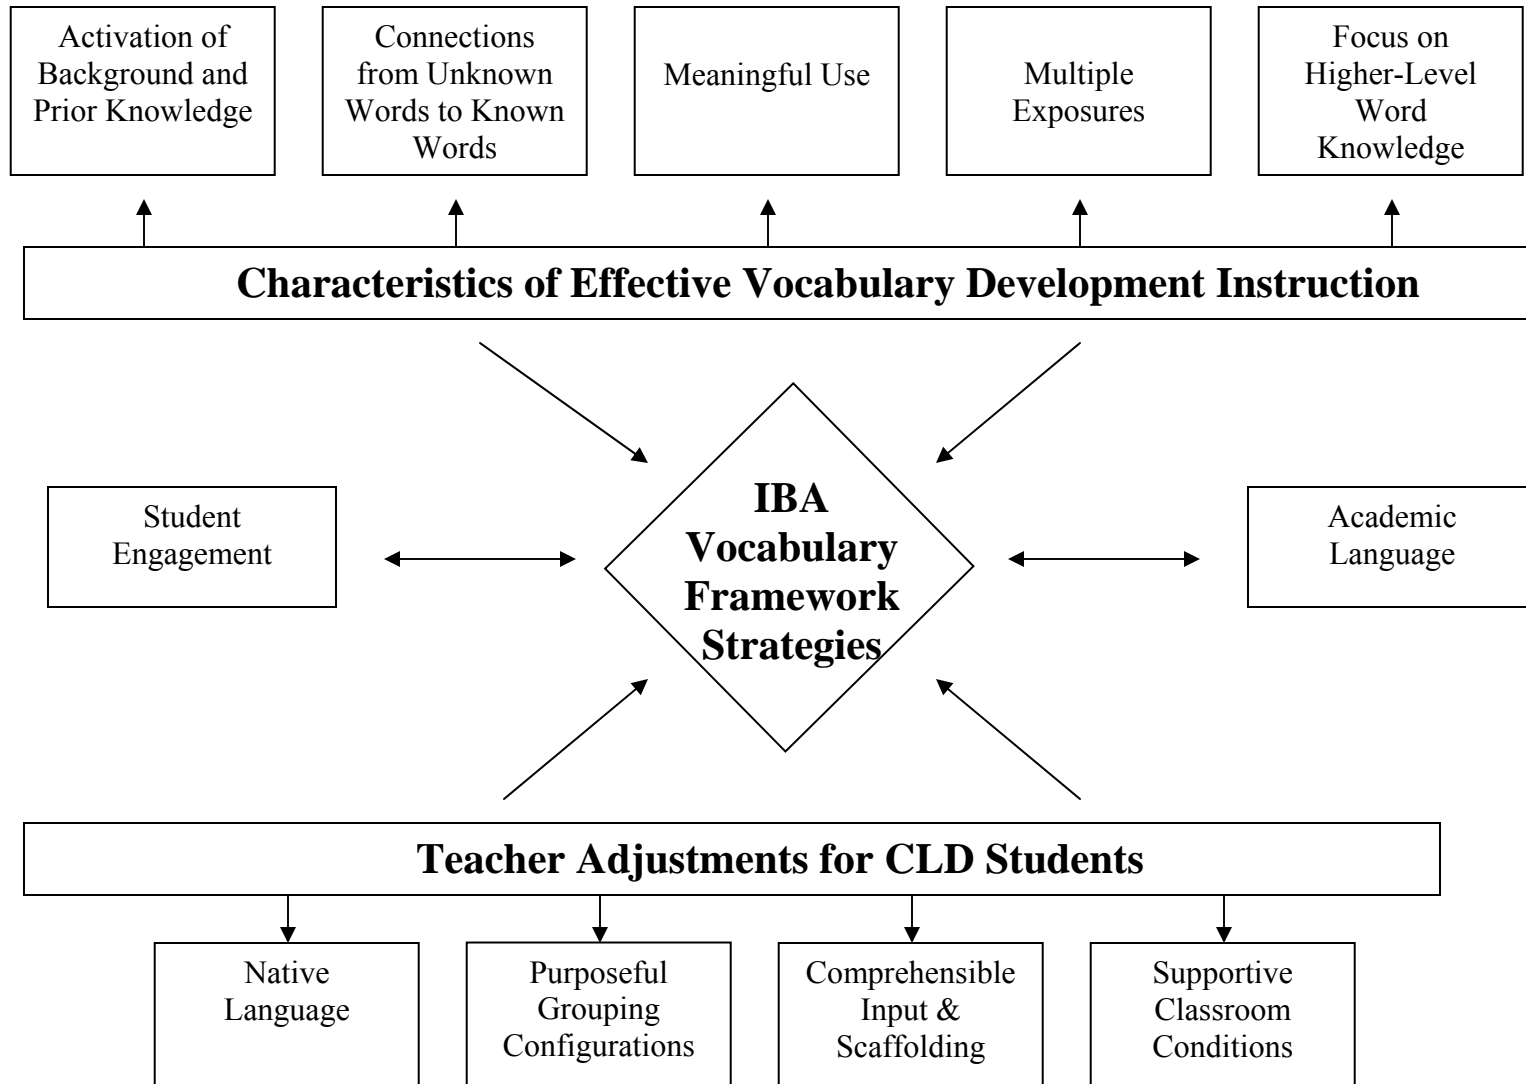 Activation of
Background and
Prior Knowledge
Connections
from Unknown
Words to Known
Words
Meaningful Use
Multiple
Exposures
Focus on
Higher-Level
Word
Knowledge
Characteristics of Effective Vocabulary Development Instruction
Student
Engagement
IBA
Vocabulary
Framework
Strategies
Academic
Language
Teacher Adjustments for CLD Students
Native
Language
Purposeful
Grouping
Configurations
Comprehensible
Input &
Scaffolding
Supportive
Classroom
Conditions